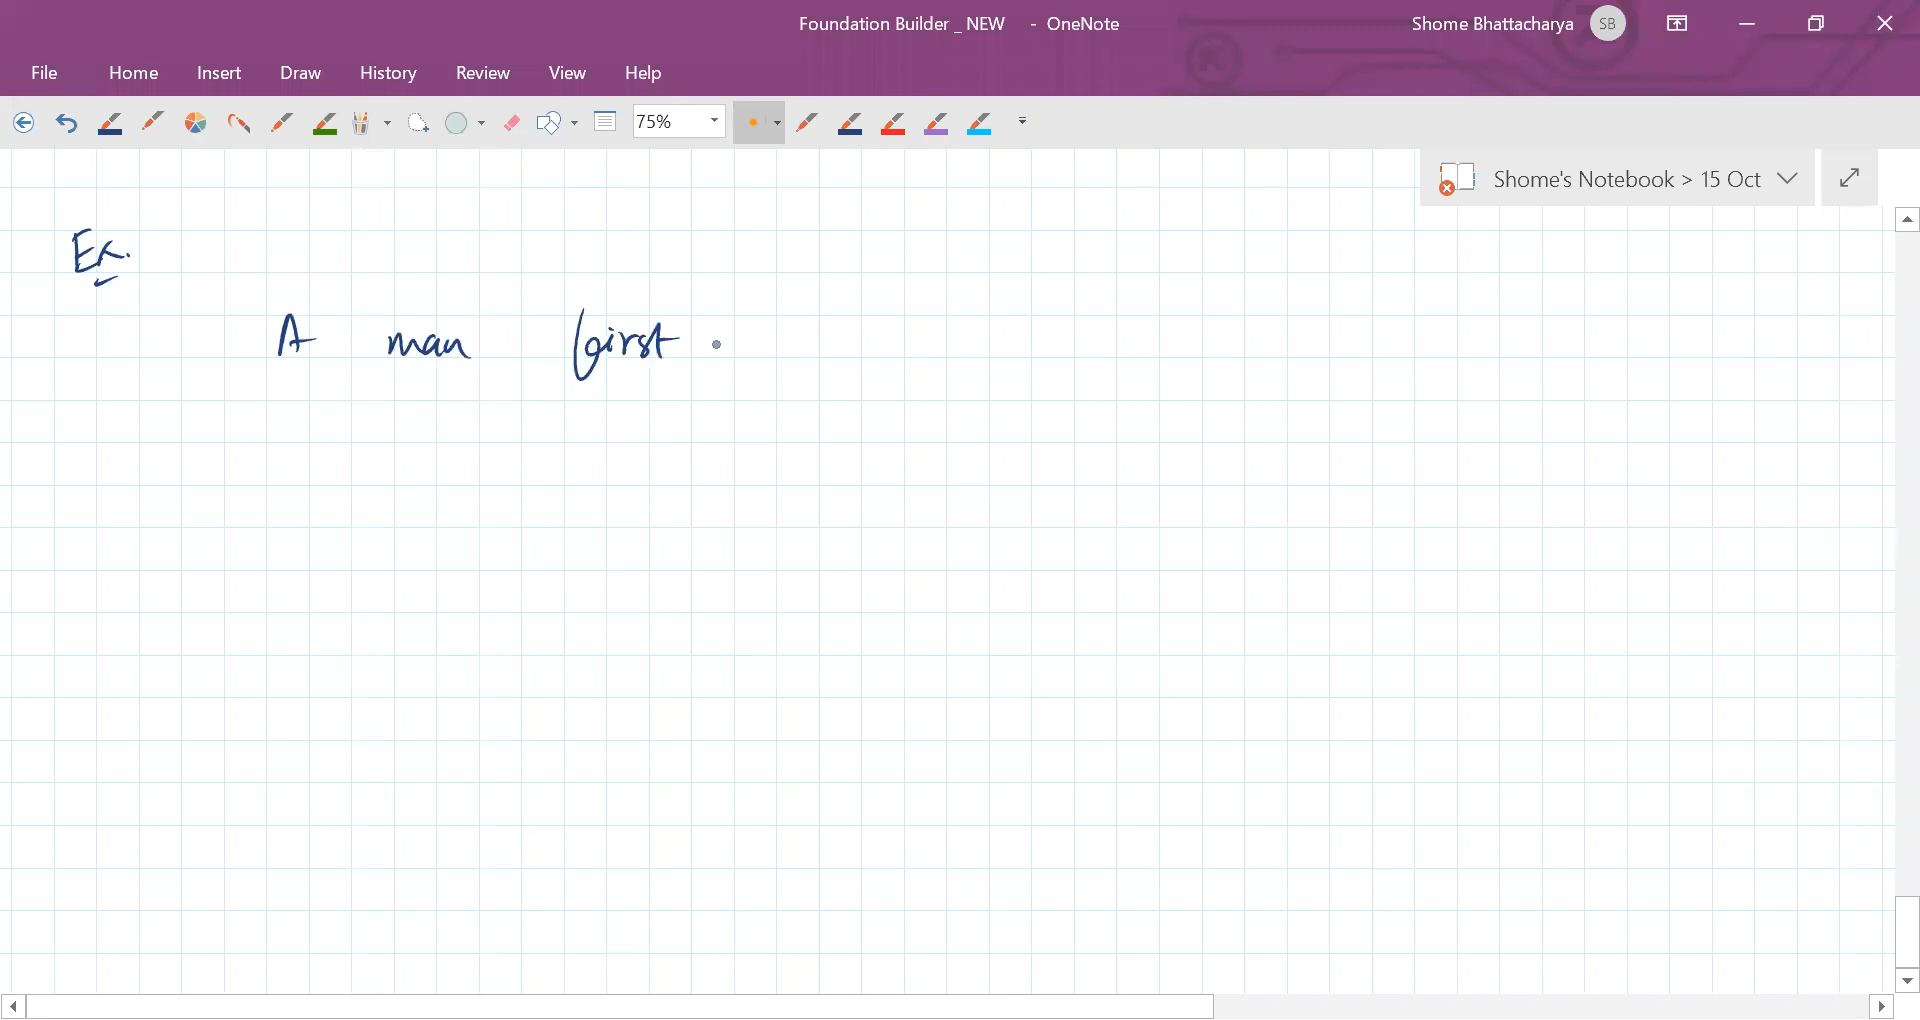 Foundation Builder _ NEW - OneNote
Shome Bhattacharya SB
File Home Insert Draw History Review View Help
75%
Shome's Notebook > 15 Oct
Ex.
A man first